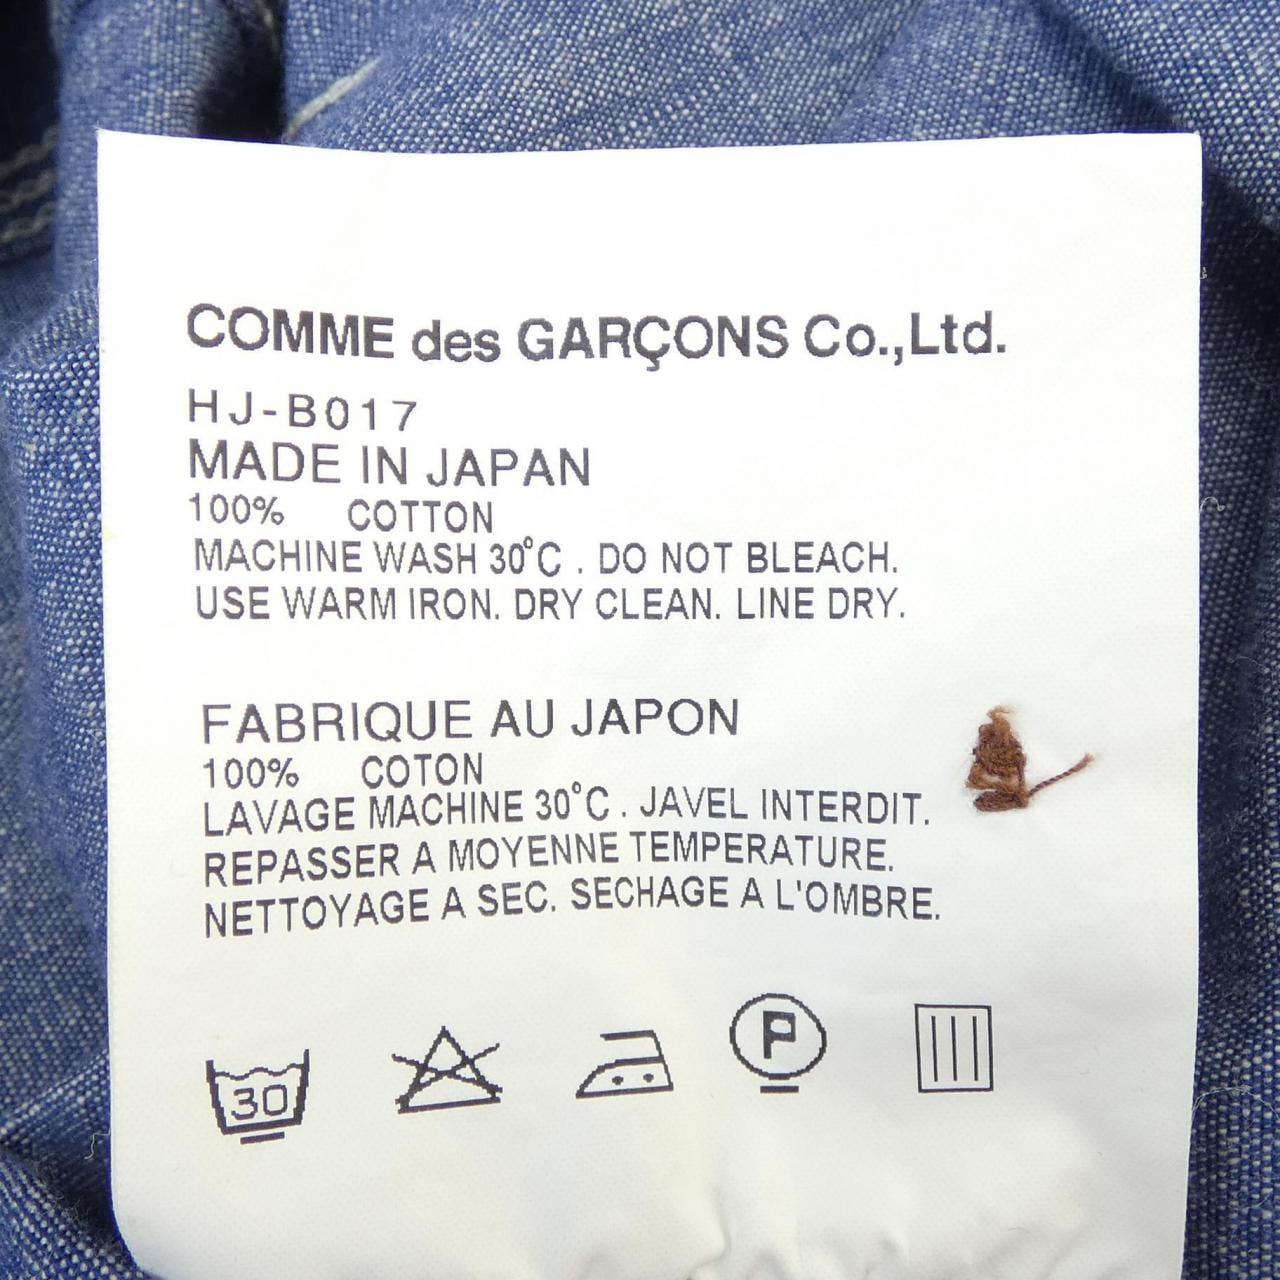 COMME des GARÇONS Co.,Ltd.
HJ-B017
MADE IN JAPAN
100% COTTON
MACHINE WASH 30°C . DO NOT BLEACH.
USE WARM IRON. DRY CLEAN. LINE DRY.
FABRIQUE AU JAPON
100% COTON
LAVAGE MACHINE 30°C . JAVEL INTERDIT.
REPASSER A MOYENNE TEMPERATURE.
NETTOYAGE A SEC. SECHAGE A L'OMBRE.
30 P